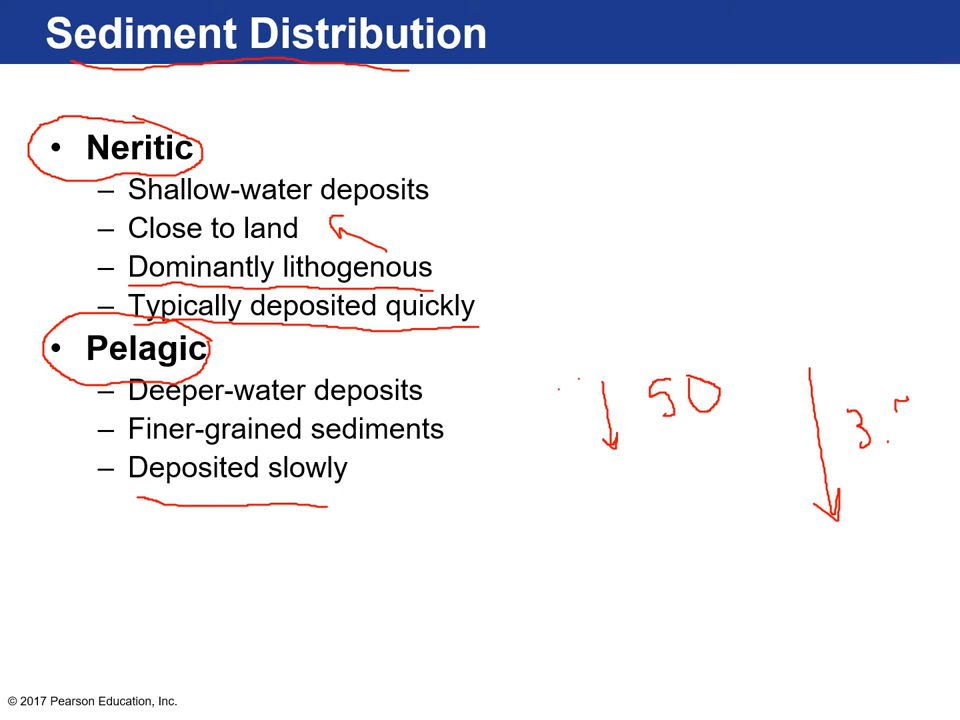 Sediment Distribution
• Neritic
– Shallow-water deposits
– Close to land
– Dominantly lithogenous
– Typically deposited quickly
• Pelagic
– Deeper-water deposits
– Finer-grained sediments
– Deposited slowly
50
3.
© 2017 Pearson Education, Inc.